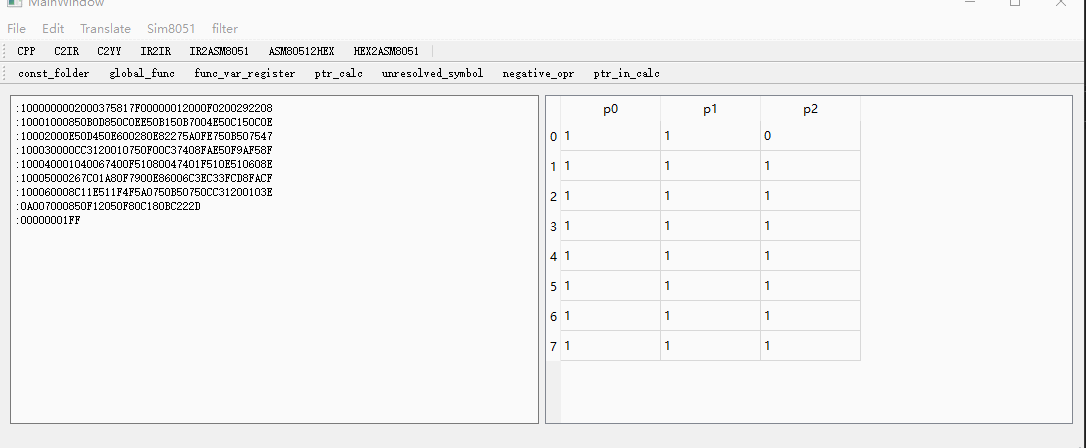 MainWindow
File Edit Translate Sim8051 filter
CPP C2IR C2YY IR2IR IR2ASM8051 ASM80512HEX HEX2ASM8051
const_folder global_func func_var_register ptr_calc unresolved_symbol negative_opr ptr_in_calc
:1000000002000375817F00000012000F0200292208
:10001000850B0D850C0EE50B150B7004E50C150C0E
:10002000E50D450E600280E82275A0FE750B507547
:100030000CC3120010750F00C37408FAE50F9AF58F
:100040001040067400F51080047401F510E510608E
:10005000267C01A80F7900E86006C3EC33FCD8FACF
:100060008C11E511F4F5A0750B50750CC31200103E
:0A007000850F12050F80C180BC222D
:00000001FF
p0 p1 p2
0 1 1 0
1 1 1 1
2 1 1 1
3 1 1 1
4 1 1 1
5 1 1 1
6 1 1 1
7 1 1 1